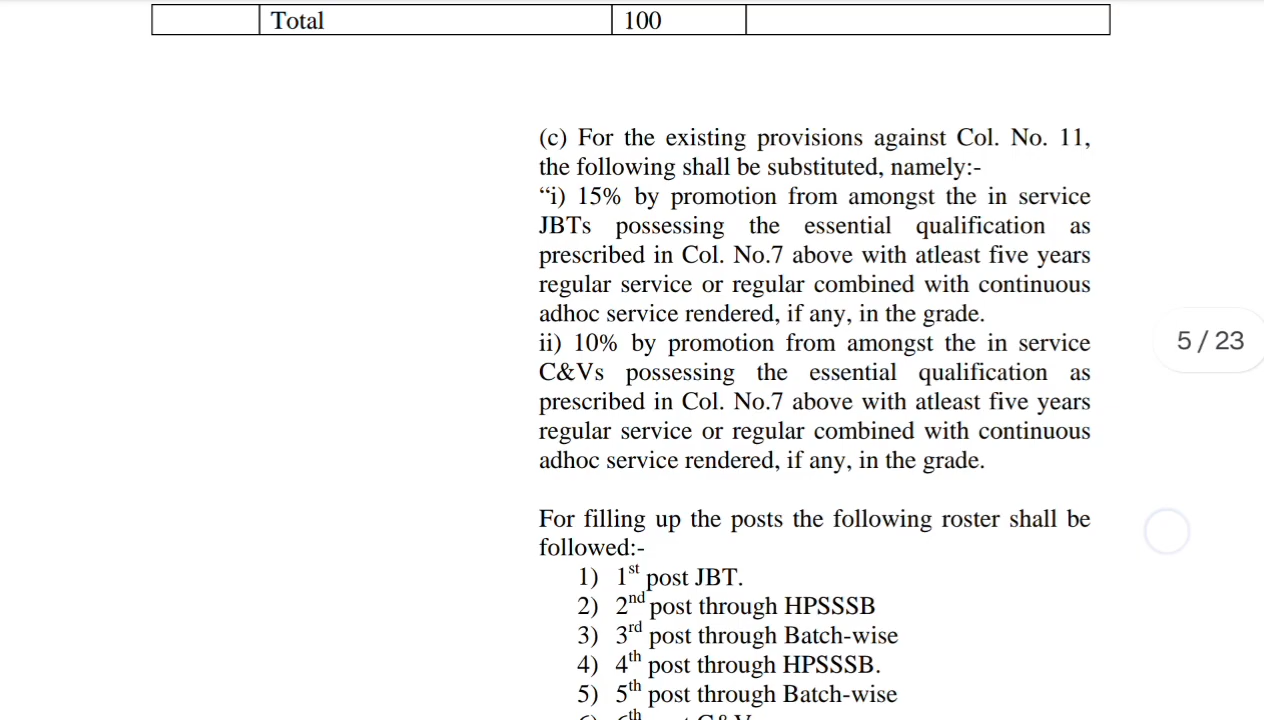 Total 100
(c) For the existing provisions against Col. No. 11,
the following shall be substituted, namely:-
“i) 15% by promotion from amongst the in service
JBTs possessing the essential qualification as
prescribed in Col. No.7 above with atleast five years
regular service or regular combined with continuous
adhoc service rendered, if any, in the grade.
ii) 10% by promotion from amongst the in service
C&Vs possessing the essential qualification as
prescribed in Col. No.7 above with atleast five years
regular service or regular combined with continuous
adhoc service rendered, if any, in the grade.
5 / 23
For filling up the posts the following roster shall be
followed:-
1) 1st post JBT.
2) 2nd post through HPSSSB
3) 3rd post through Batch-wise
4) 4th post through HPSSSB.
5) 5th post through Batch-wise